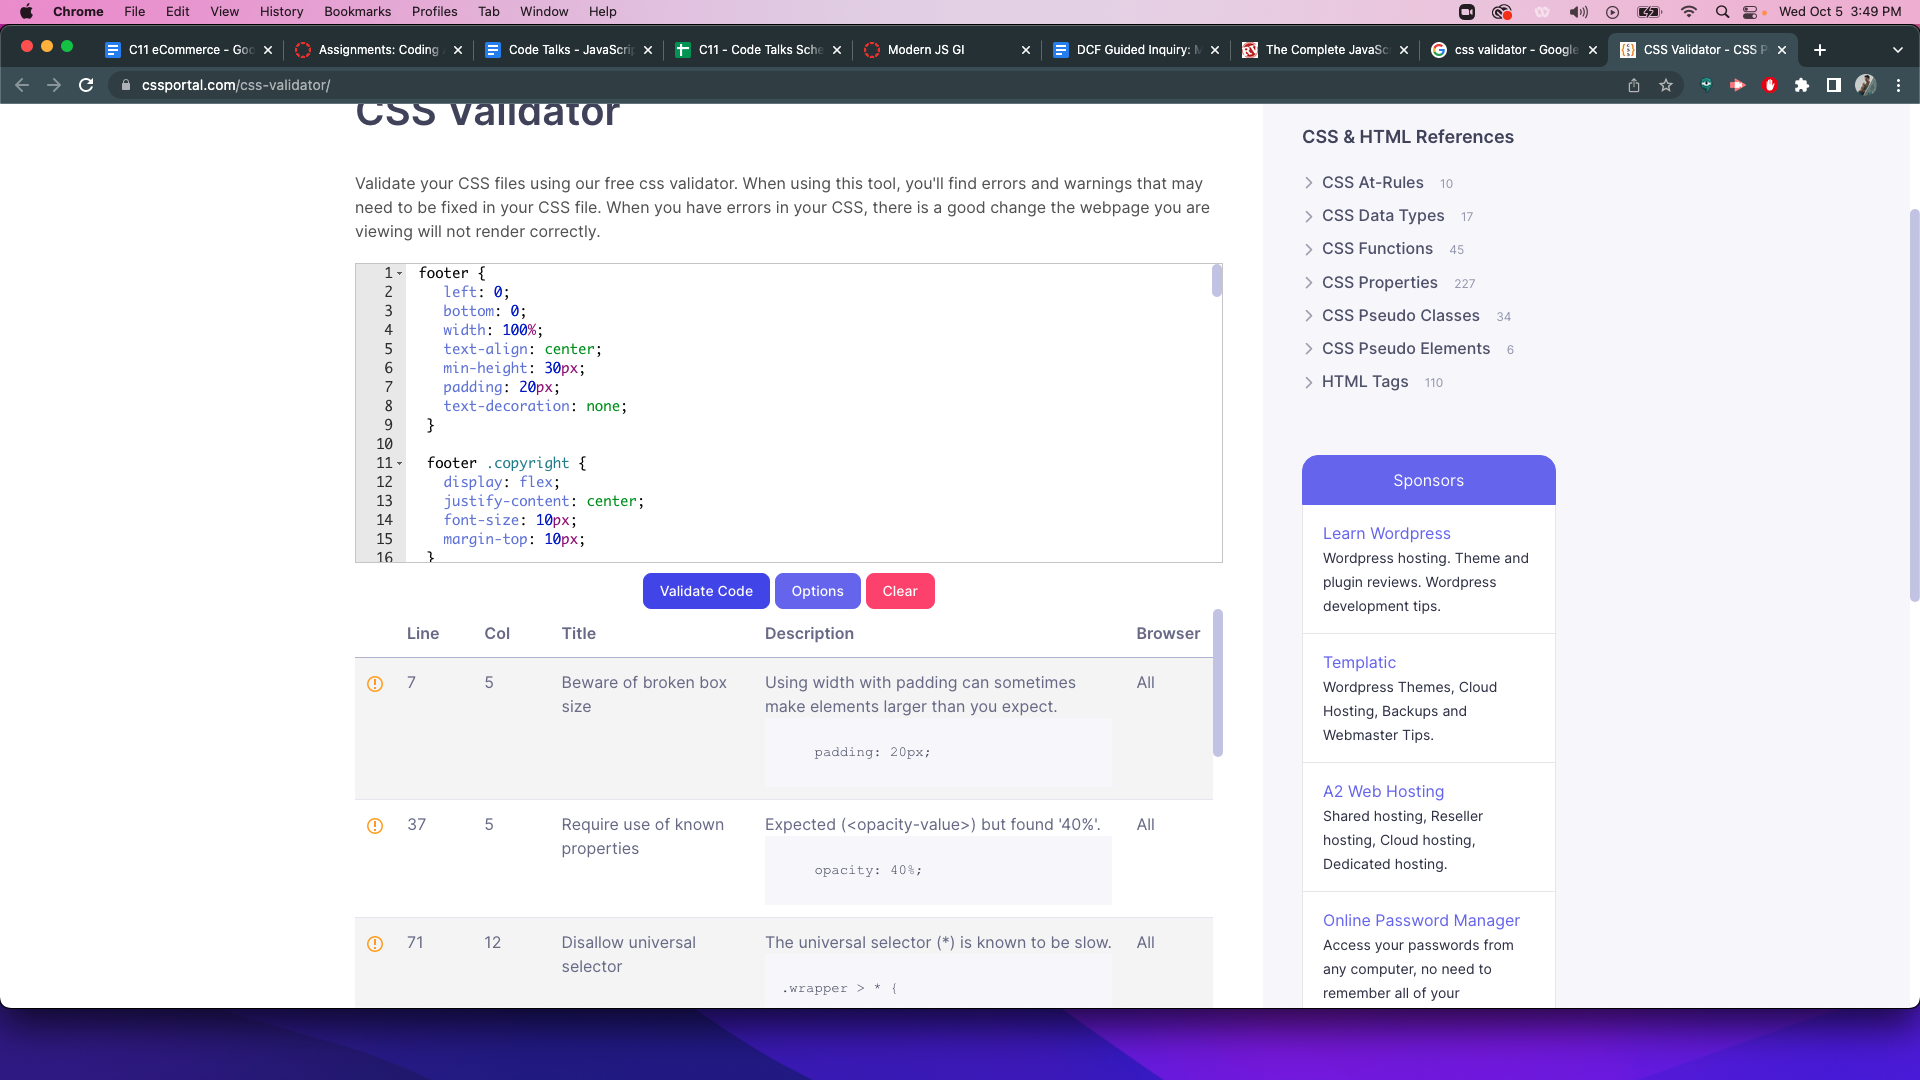 Chrome File Edit View History Bookmarks Profiles Tab Window Help Wed Oct 5 3:49 PM
C11 eCommerce - Goo Assignments: Coding Code Talks - JavaScrip C11 - Code Talks Sche Modern JS GI DCF Guided Inquiry: M The Complete JavaSc css validator - Google CSS Validator - CSS P
cssportal.com/css-validator/
CSS Validator
Validate your CSS files using our free css validator. When using this tool, you'll find errors and warnings that may
need to be fixed in your CSS file. When you have errors in your CSS, there is a good change the webpage you are
viewing will not render correctly.
1 footer {
2 left: 0;
3 bottom: 0;
4 width: 100%;
5 text-align: center;
6 min-height: 30px;
7 padding: 20px;
8 text-decoration: none;
9 }
10
11 footer .copyright {
12 display: flex;
13 justify-content: center;
14 font-size: 10px;
15 margin-top: 10px;
16 }
Validate Code Options Clear
Line Col Title Description Browser
7 5 Beware of broken box Using width with padding can sometimes All
size make elements larger than you expect.
padding: 20px;
37 5 Require use of known Expected (<opacity-value>) but found '40%'. All
properties
opacity: 40%;
71 12 Disallow universal The universal selector (*) is known to be slow. All
selector
.wrapper > * {
CSS & HTML References
CSS At-Rules 10
CSS Data Types 17
CSS Functions 45
CSS Properties 227
CSS Pseudo Classes 34
CSS Pseudo Elements 6
HTML Tags 110
Sponsors
Learn Wordpress
Wordpress hosting. Theme and
plugin reviews. Wordpress
development tips.
Templatic
Wordpress Themes, Cloud
Hosting, Backups and
Webmaster Tips.
A2 Web Hosting
Shared hosting, Reseller
hosting, Cloud hosting,
Dedicated hosting.
Online Password Manager
Access your passwords from
any computer, no need to
remember all of your